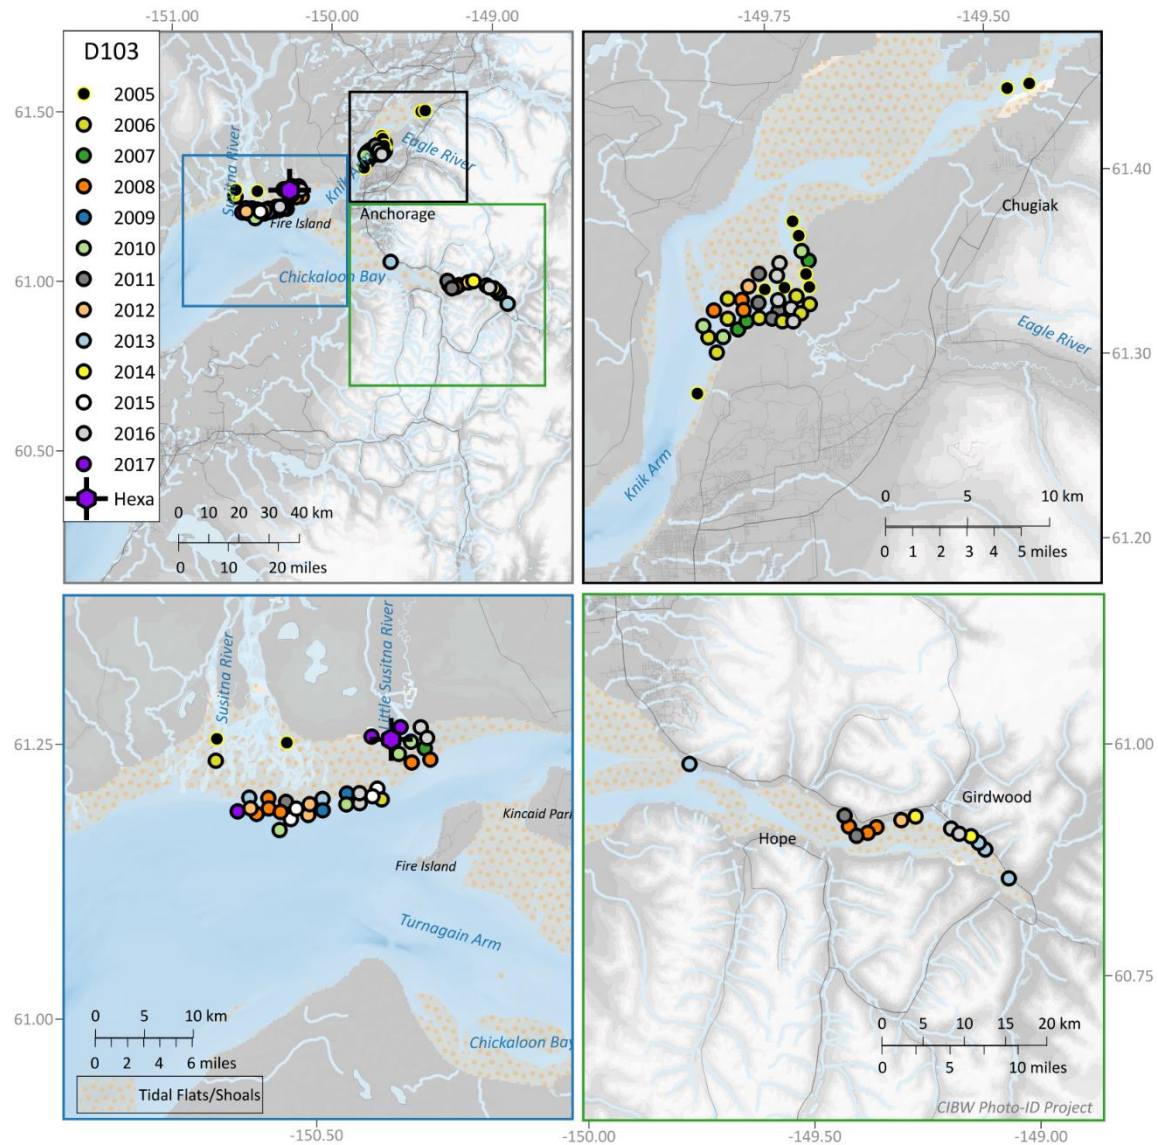 -151.00
-150.00
-149.00
-149.75
-149.50
D103
2005
2006
2007
2008
2009
2010
2011
2012
2013
2014
2015
2016
2017
Hexa
61.50
61.00
60.50
Susitna River
Knik Arm
Eagle River
Anchorage
Fire Island
Chickaloon Bay
0 10 20 30 40 km
0 10 20 miles
61.40
61.30
61.20
Chugiak
Eagle River
Knik Arm
0 5 10 km
0 1 2 3 4 5 miles
61.25
61.00
Susitna River
Little Susitna River
Kincaid Par
Fire Island
Turnagain Arm
Chickaloon Bay
0 5 10 km
0 2 4 6 miles
Tidal Flats/Shoals
61.00
60.75
Girdwood
Hope
0 5 10 15 20 km
0 5 10 miles
CIBW Photo-ID Project
-150.50
-150.00
-149.50
-149.00